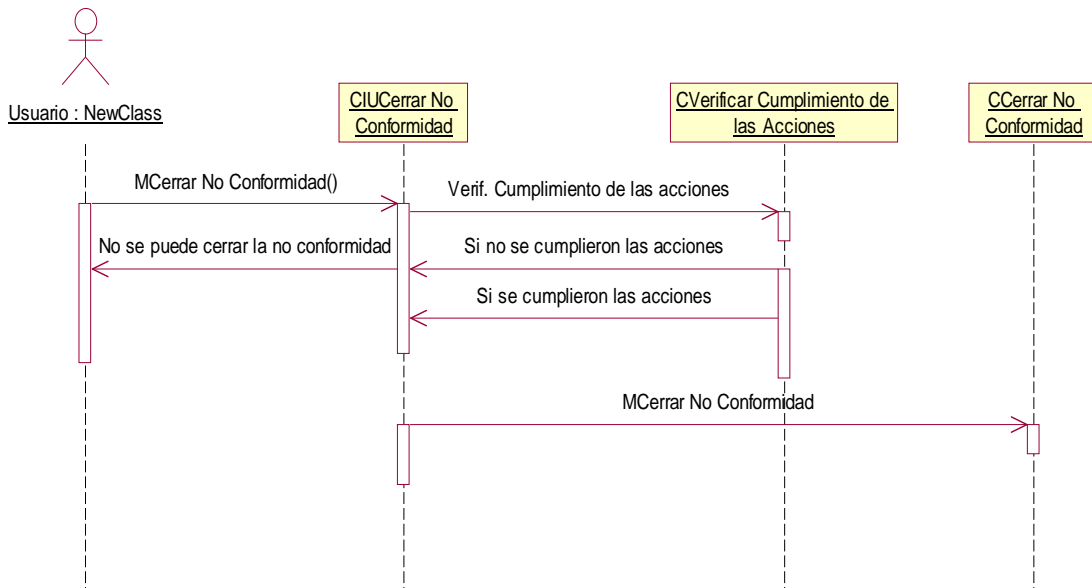 Usuario : NewClass
CIUCerrar No
Conformidad
CVerificar Cumplimiento de
las Acciones
CCerrar No
Conformidad
MCerrar No Conformidad()
Verif. Cumplimiento de las acciones
No se puede cerrar la no conformidad
Si no se cumplieron las acciones
Si se cumplieron las acciones
MCerrar No Conformidad